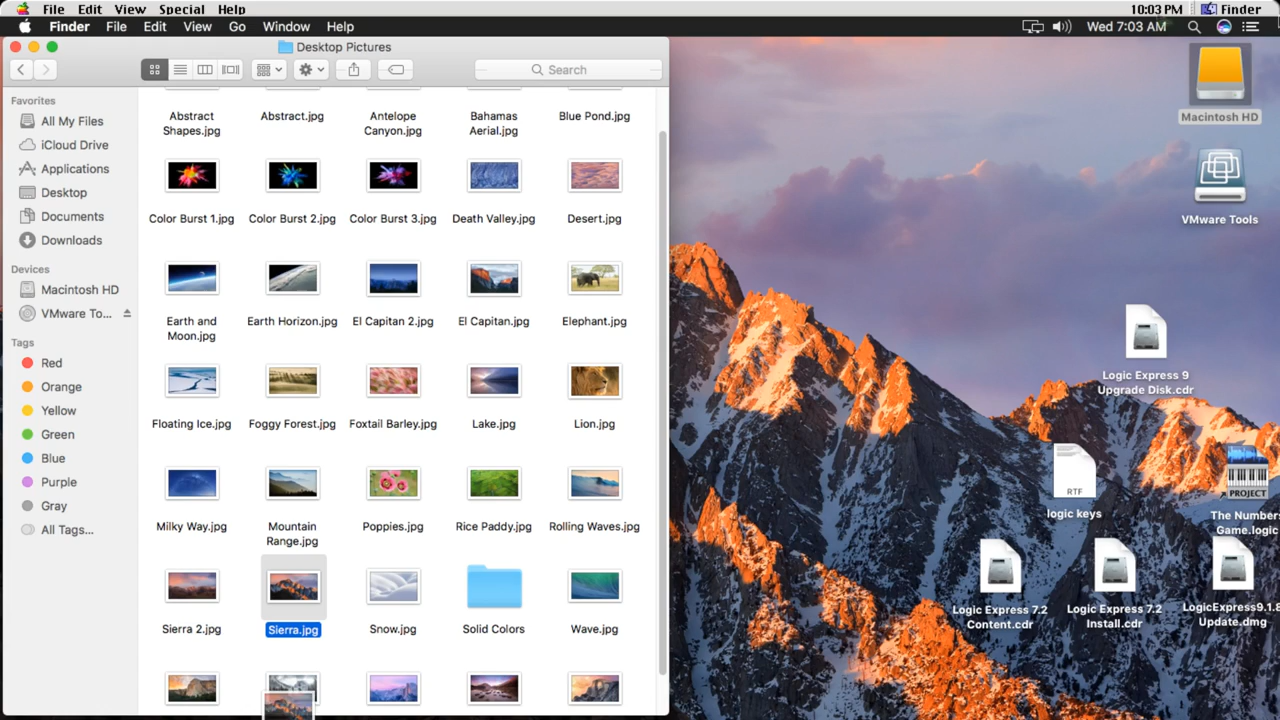 File Edit View Special Help 10:03 PM Finder
Finder File Edit View Go Window Help Wed 7:03 AM
Desktop Pictures
Search
Favorites
All My Files
iCloud Drive
Applications
Desktop
Documents
Downloads
Devices
Macintosh HD
VMware To...
Tags
Red
Orange
Yellow
Green
Blue
Purple
Gray
All Tags...
Abstract
Shapes.jpg
Abstract.jpg
Antelope
Canyon.jpg
Bahamas
Aerial.jpg
Blue Pond.jpg
Color Burst 1.jpg
Color Burst 2.jpg
Color Burst 3.jpg
Death Valley.jpg
Desert.jpg
Earth and
Moon.jpg
Earth Horizon.jpg
El Capitan 2.jpg
El Capitan.jpg
Elephant.jpg
Floating Ice.jpg
Foggy Forest.jpg
Foxtail Barley.jpg
Lake.jpg
Lion.jpg
Milky Way.jpg
Mountain
Range.jpg
Poppies.jpg
Rice Paddy.jpg
Rolling Waves.jpg
Sierra 2.jpg
Sierra.jpg
Snow.jpg
Solid Colors
Wave.jpg
Macintosh HD
VMware Tools
Logic Express 9
Upgrade Disk.cdr
RTF
logic keys
PROJECT
The Numbers
Game.logic
Logic Express 7.2
Content.cdr
Logic Express 7.2
Install.cdr
LogicExpress9.1.8
Update.dmg